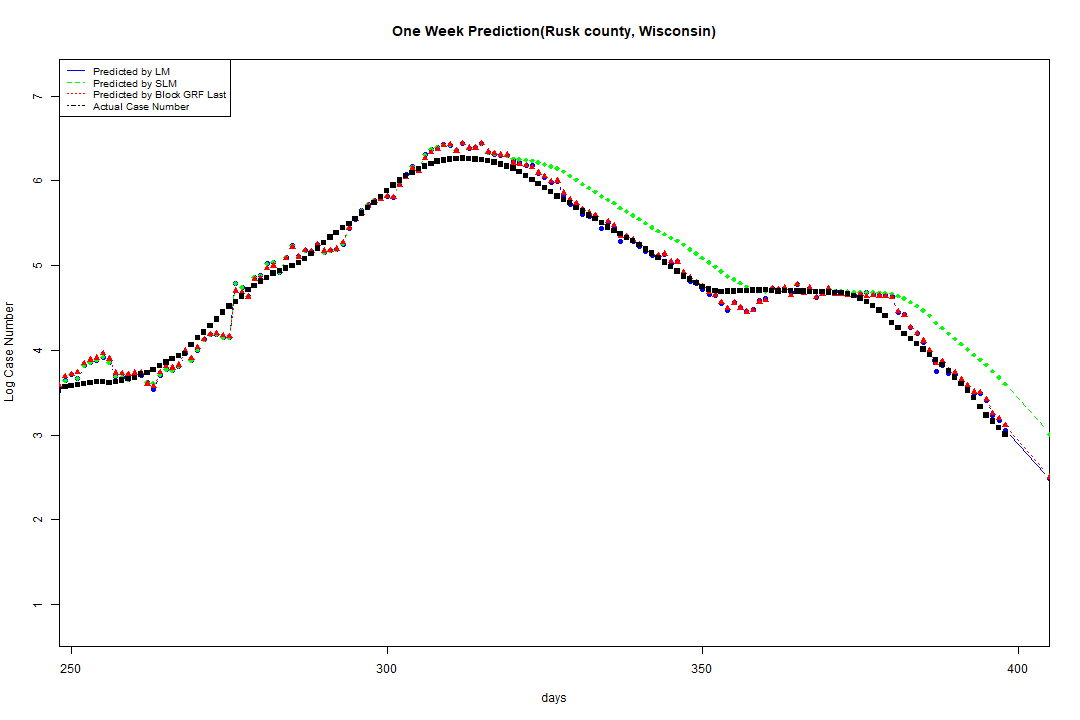 One Week Prediction(Rusk county, Wisconsin)
Predicted by LM
Predicted by SLM
Predicted by Block GRF Last
Actual Case Number
7
6
5
4
3
2
1
Log Case Number
250 300 350 400
days